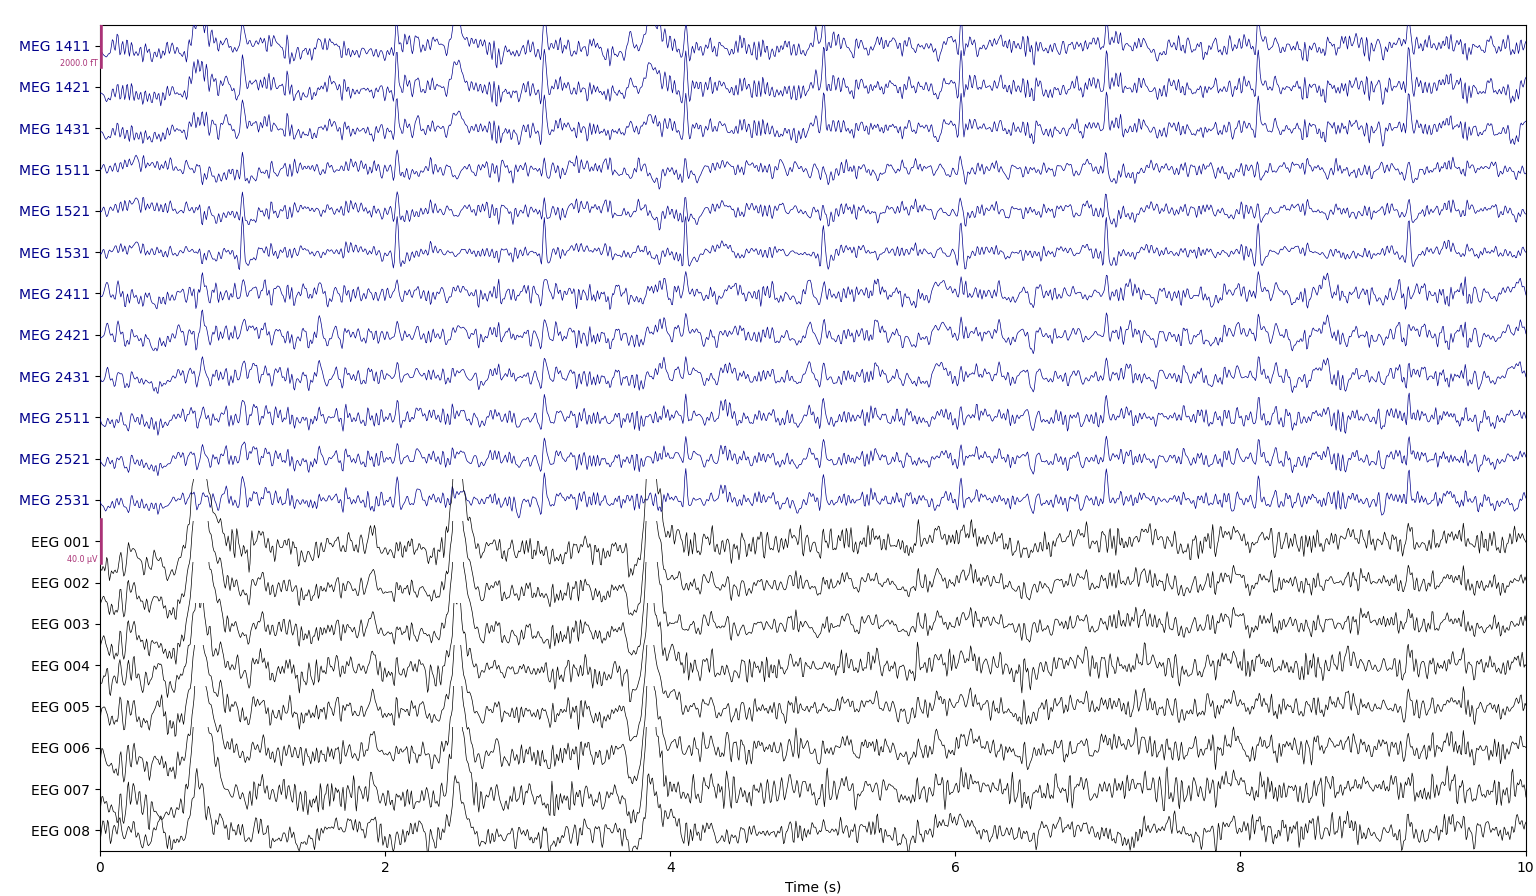 MEG 1411
2000.0 fT
MEG 1421
MEG 1431
MEG 1511
MEG 1521
MEG 1531
MEG 2411
MEG 2421
MEG 2431
MEG 2511
MEG 2521
MEG 2531
EEG 001
40.0 µV
EEG 002
EEG 003
EEG 004
EEG 005
EEG 006
EEG 007
EEG 008
0 2 4 6 8 10
Time (s)